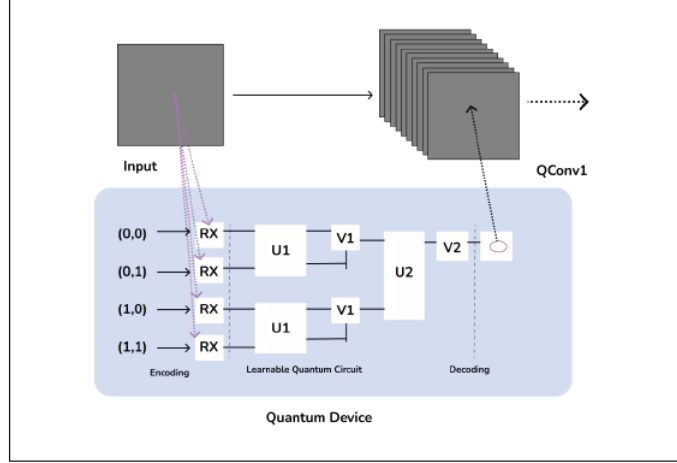 Input
QConv1
(0,0)
RX
U1
V1
(0,1)
RX
U2
V2
(1,0)
RX
U1
V1
(1,1)
RX
Encoding
Learnable Quantum Circuit
Decoding
Quantum Device